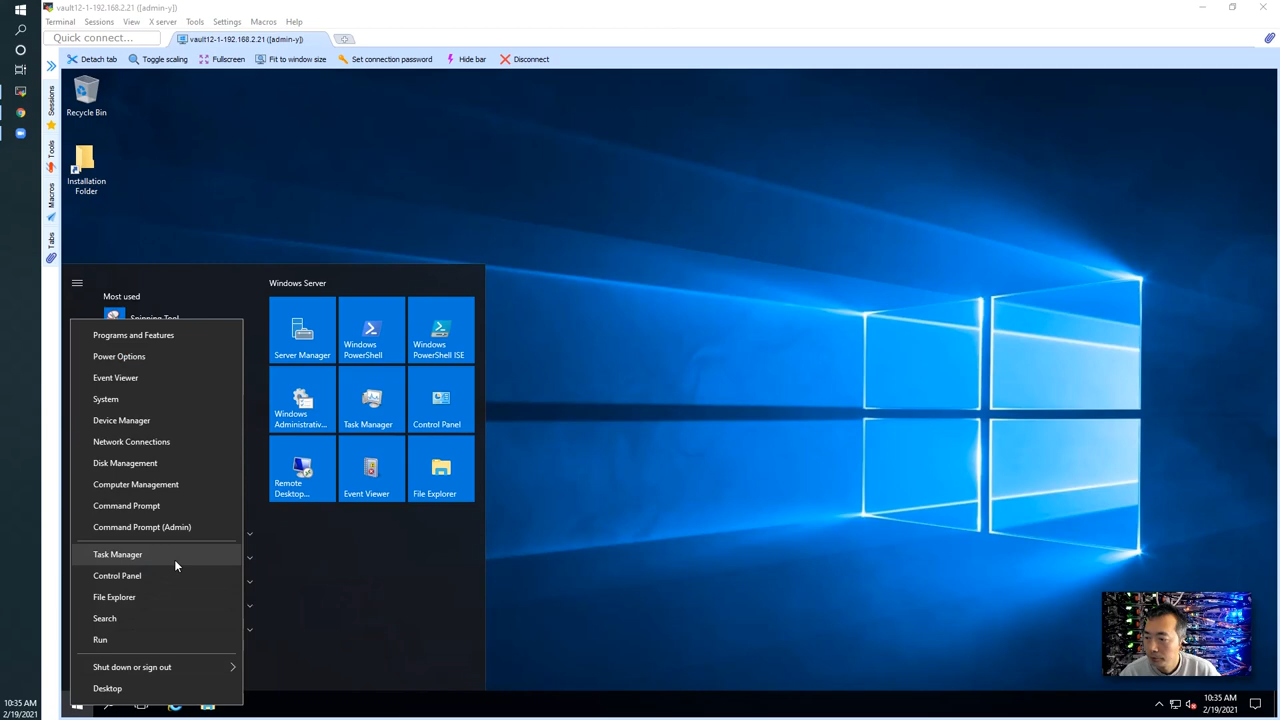 vault12-1-192.168.2.21 ([admin-y])
Terminal Sessions View X server Tools Settings Macros Help
Quick connect...
vault12-1-192.168.2.21 ([admin-y])
Detach tab Toggle scaling Fullscreen Fit to window size Set connection password Hide bar Disconnect
Sessions
Tools
Macros
Tabs
Recycle Bin
Installation
Folder
Most used
Windows Server
Server Manager
Windows
PowerShell
Windows
PowerShell ISE
Windows
Administrativ...
Task Manager
Control Panel
Remote
Desktop...
Event Viewer
File Explorer
Programs and Features
Power Options
Event Viewer
System
Device Manager
Network Connections
Disk Management
Computer Management
Command Prompt
Command Prompt (Admin)
Task Manager
Control Panel
File Explorer
Search
Run
Shut down or sign out
Desktop
10:35 AM
2/19/2021
10:35 AM
2/19/2021